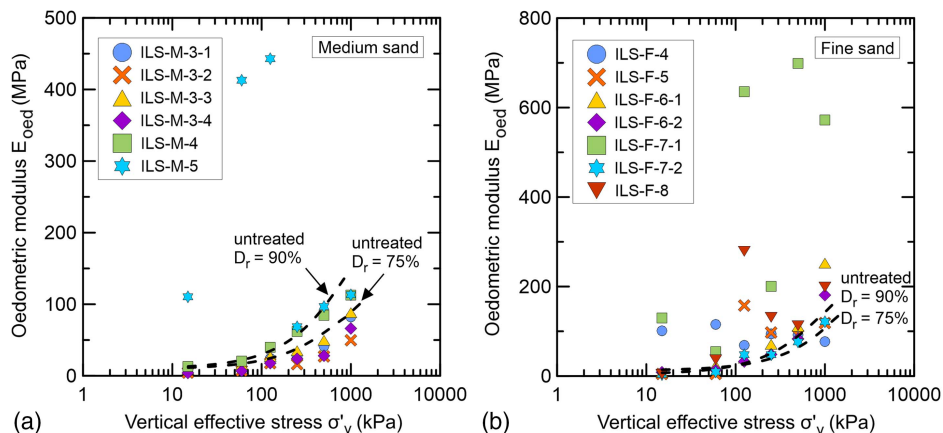 500
400
300
200
100
0
Oedometric modulus E_oed (MPa)
ILS-M-3-1
ILS-M-3-2
ILS-M-3-3
ILS-M-3-4
ILS-M-4
ILS-M-5
Medium sand
untreated
D_r = 90%
untreated
D_r = 75%
1 10 100 1000 10000
(a) Vertical effective stress σ'_v (kPa)
800
600
400
200
0
Oedometric modulus E_oed (MPa)
ILS-F-4
ILS-F-5
ILS-F-6-1
ILS-F-6-2
ILS-F-7-1
ILS-F-7-2
ILS-F-8
Fine sand
untreated
D_r = 90%
D_r = 75%
1 10 100 1000 10000
(b) Vertical effective stress σ'_v (kPa)